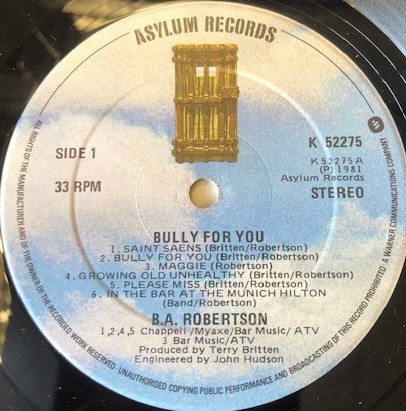 ASYLUM RECORDS
K 52275
SIDE 1
K 52275 A
(P) 1981
Asylum Records
33 RPM
STEREO
BULLY FOR YOU
1. SAINT SAENS (Britten/Robertson)
2. BULLY FOR YOU (Britten/Robertson)
3. MAGGIE (Robertson)
4. GROWING OLD UNHEALTHY (Britten/Robertson)
5. PLEASE MISS (Britten/Robertson)
6. IN THE BAR AT THE MUNICH HILTON
(Band/Robertson)
B.A. ROBERTSON
1,2,4,5 Chappell /Myaxe/Bar Music/ ATV
3 Bar Music/ ATV
Produced by Terry Britten
Engineered by John Hudson
ALL RIGHTS OF THE MANUFACTURER AND OF THE OWNER OF THE RECORDED WORK RESERVED UNAUTHORISED COPYING PUBLIC PERFORMANCE AND BROADCASTING OF THIS RECORD PROHIBITED A WARNER COMMUNICATIONS COMPANY